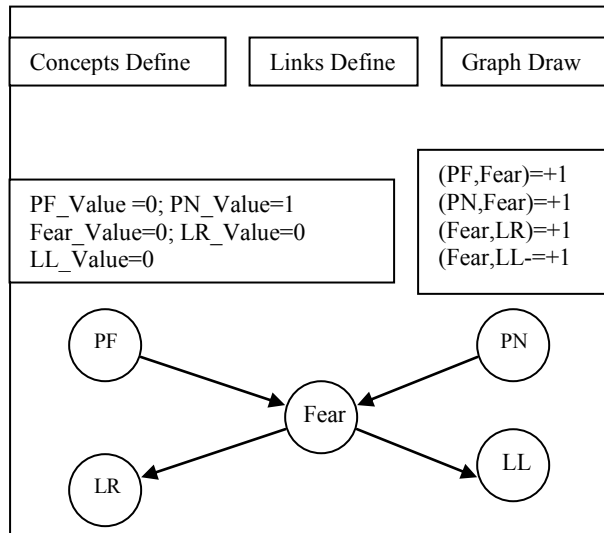 Concepts Define
Links Define
Graph Draw
PF_Value =0; PN_Value=1
Fear_Value=0; LR_Value=0
LL_Value=0
(PF,Fear)=+1
(PN,Fear)=+1
(Fear,LR)=+1
(Fear,LL-=+1
PF
PN
Fear
LR
LL